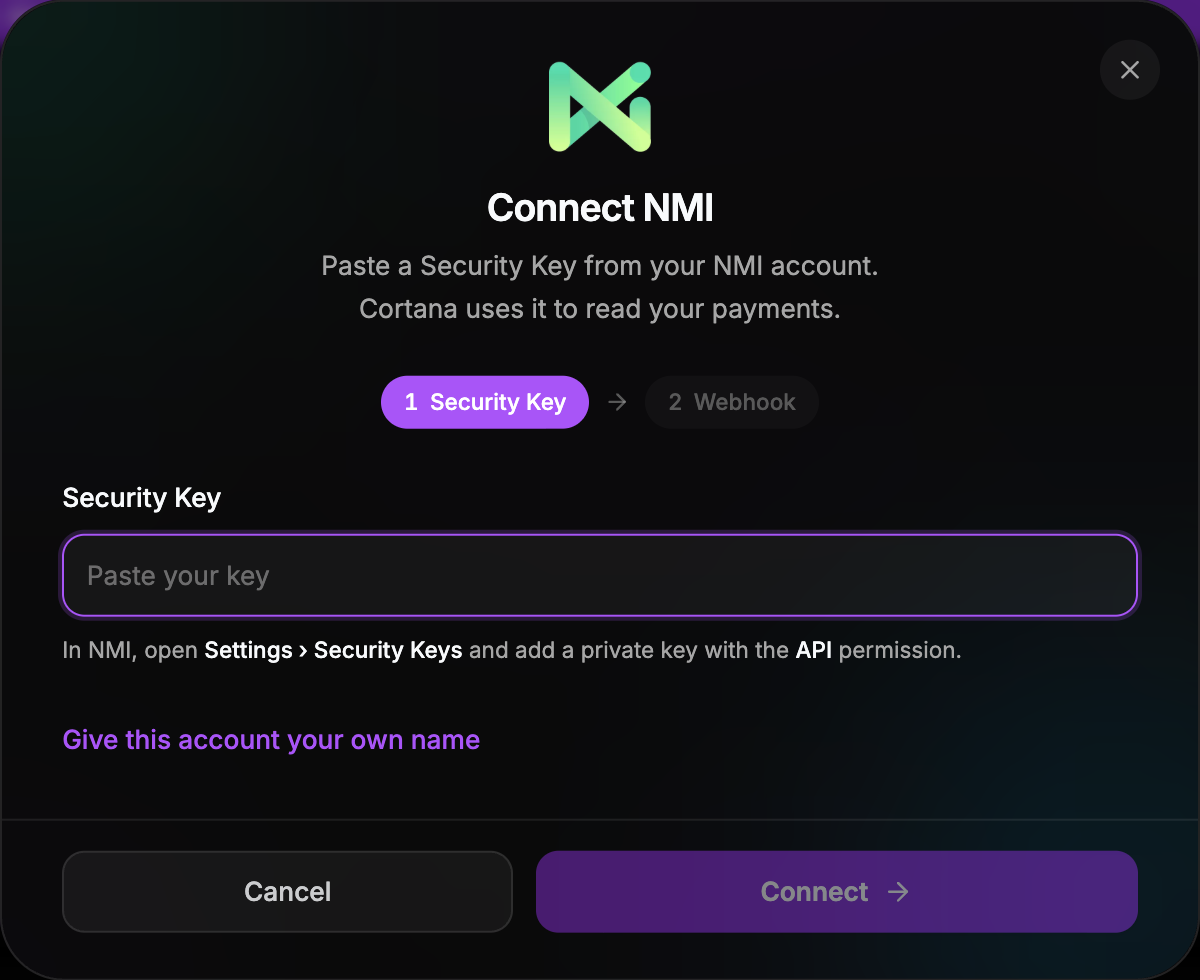 Connect NMI
Paste a Security Key from your NMI account.
Cortana uses it to read your payments.
1 Security Key → 2 Webhook
Security Key
Paste your key
In NMI, open Settings › Security Keys and add a private key with the API permission.
Give this account your own name
Cancel
Connect →